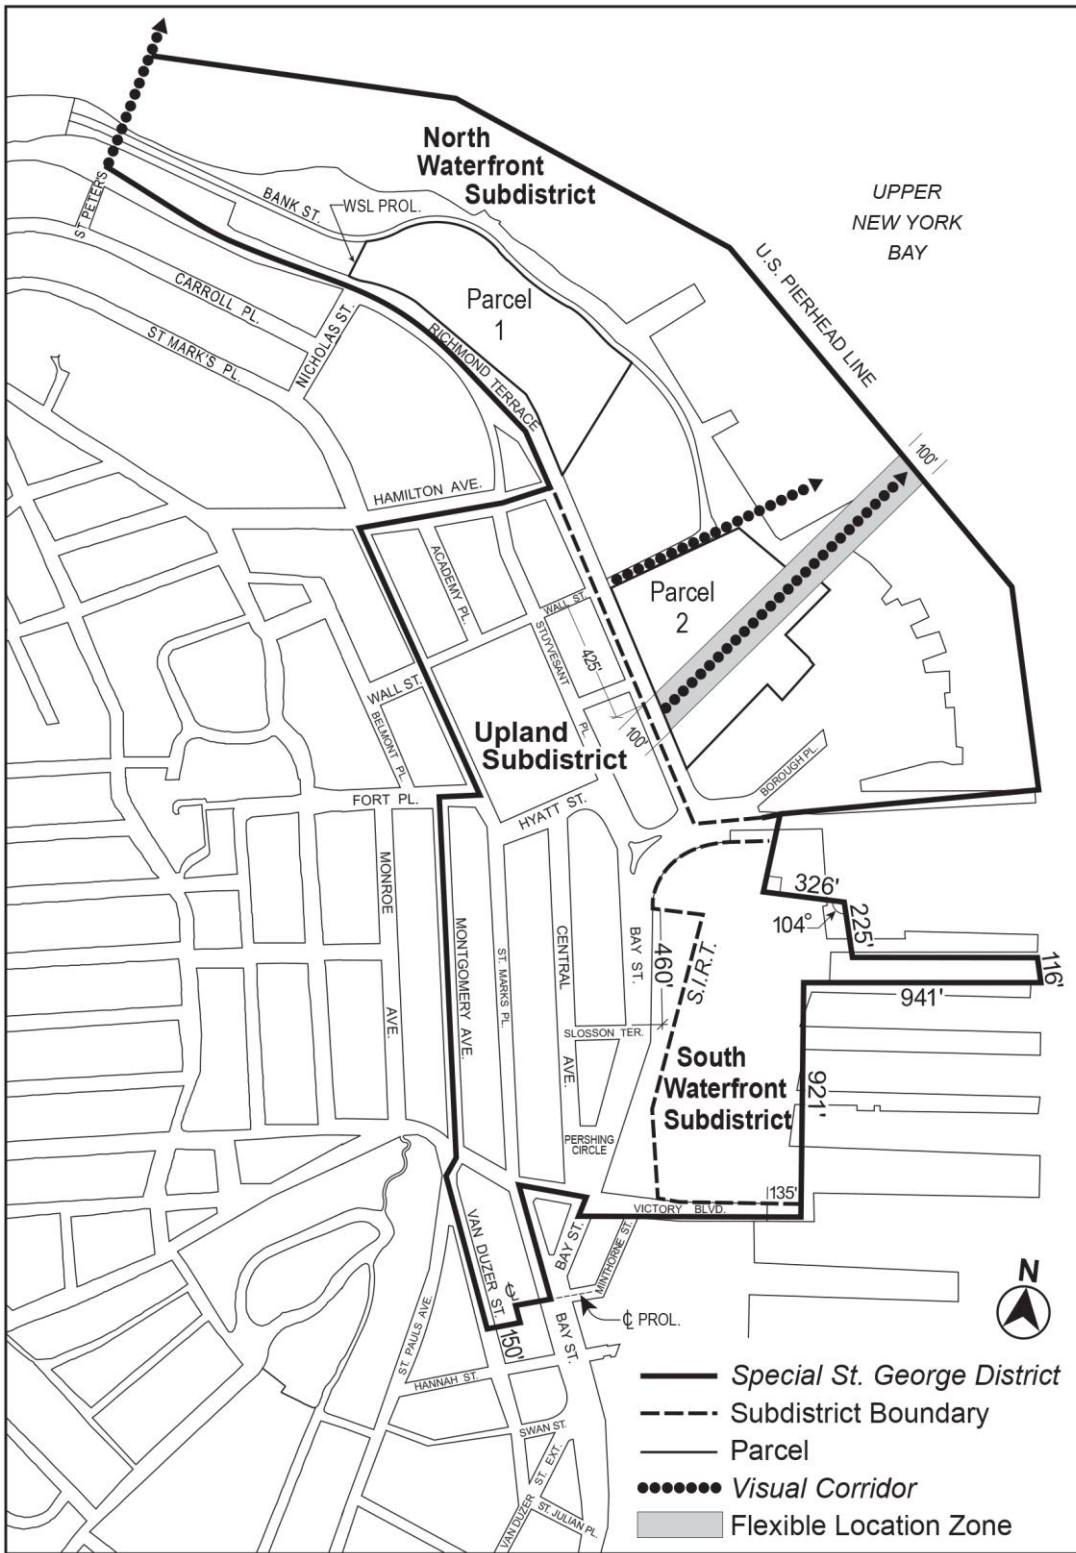 North
Waterfront
Subdistrict
UPPER
NEW YORK
BAY
ST PETER'S
BANK ST.
WSL PROL.
CARROLL PL.
NICHOLAS ST.
ST MARK'S PL.
Parcel
1
RICHMOND TERRACE
U.S. PIERHEAD LINE
100'
HAMILTON AVE.
ACADEMY PL.
WALL ST.
STUYVESANT
PL.
425'
Parcel
2
100'
WALL ST.
BELMONT PL.
Upland
Subdistrict
BOROUGH PL.
FORT PL.
HYATT ST.
MONROE
AVE.
MONTGOMERY AVE.
ST. MARKS PL.
CENTRAL
AVE.
BAY ST.
460'
S.I.R.T.
326'
104°
225'
116'
941'
SLOSSON TER.
South
Waterfront
Subdistrict
921'
PERSHING
CIRCLE
135'
VICTORY BLVD.
VAN DUZER ST.
BAY ST.
MINTHORNE ST.
℄ PROL.
150'
BAY ST.
ST. PAULS AVE.
HANNAH ST.
SWAN ST.
VAN DUZER ST. EXT.
ST. JULIAN PL.
N
Special St. George District
Subdistrict Boundary
Parcel
Visual Corridor
Flexible Location Zone